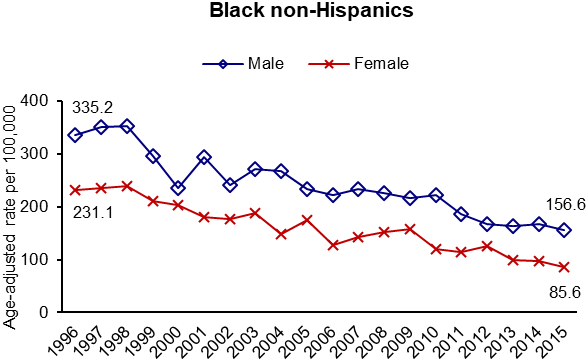 Black non-Hispanics
Male Female
Age-adjusted rate per 100,000
400
300
200
100
0
335.2
231.1
156.6
85.6
1996 1997 1998 1999 2000 2001 2002 2003 2004 2005 2006 2007 2008 2009 2010 2011 2012 2013 2014 2015